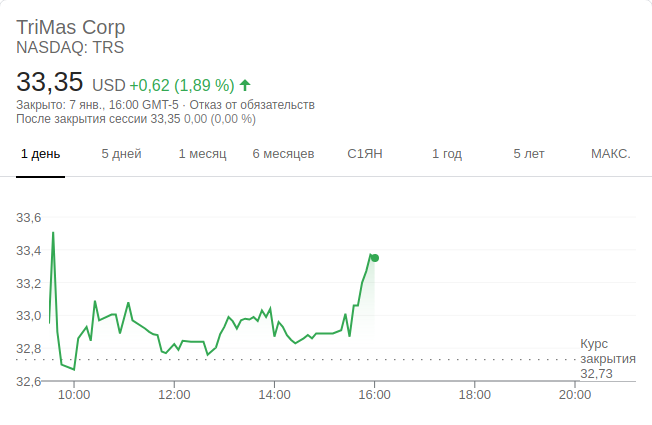 TriMas Corp
NASDAQ: TRS
33,35 USD +0,62 (1,89 %)
Закрыто: 7 янв., 16:00 GMT-5 · Отказ от обязательств
После закрытия сессии 33,35 0,00 (0,00 %)
1 день 5 дней 1 месяц 6 месяцев С1ЯН 1 год 5 лет МАКС.
33,6
33,4
33,2
33,0
32,8
32,6
Курс
закрытия
32,73
10:00 12:00 14:00 16:00 18:00 20:00